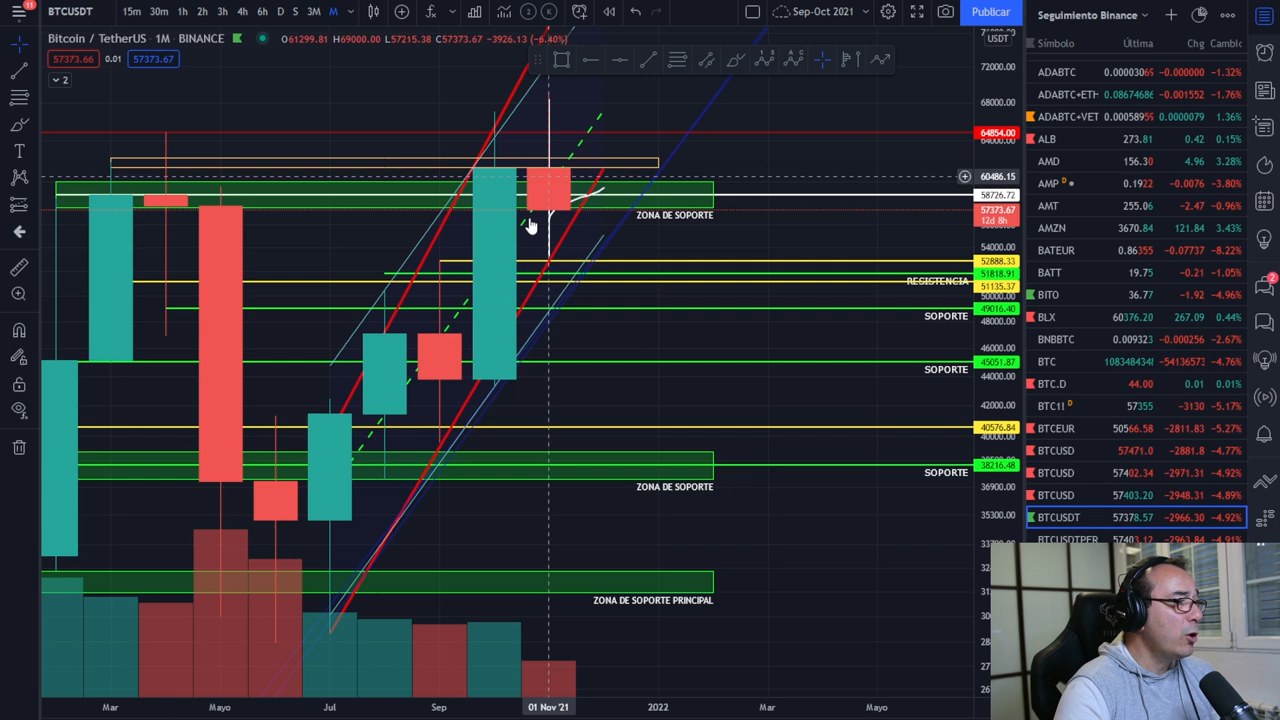 11
BTCUSDT
15m 30m 1h 2h 3h 4h 6h D S 3M M
2 K
Sep-Oct 2021
Publicar
Bitcoin / TetherUS · 1M · BINANCE O61299.81 H69000.00 L57215.38 C57373.67 −3926.13 (−6.40%)
57373.66 0.01 57373.67
2
USDT
72000.00
68000.00
64854.00
64000.00
60486.15
58726.72
57373.67
12d 8h
54000.00
52888.33
51818.91
51135.37
50000.00
49016.40
48000.00
46000.00
45051.87
44000.00
42000.00
40576.84
40000.00
38216.48
36900.00
35300.00
ZONA DE SOPORTE
RESISTENCIA
SOPORTE
SOPORTE
SOPORTE
ZONA DE SOPORTE
ZONA DE SOPORTE PRINCIPAL
Mar Mayo Jul Sep 01 Nov '21 2022 Mar Mayo
Seguimiento Binance
Símbolo Última Chg Cambio
ADABTC 0.00003069 −0.000000 −1.32%
ADABTC+ETH 0.08674686 −0.001552 −1.76%
ADABTC+VET 0.00058959 0.0000079 1.36%
ALB 273.81 0.42 0.15%
AMD 156.30 4.96 3.28%
AMP D 0.1922 −0.0076 −3.80%
AMT 255.06 −2.47 −0.96%
AMZN 3670.84 121.84 3.43%
BATEUR 0.86355 −0.07737 −8.22%
BATT 19.75 −0.21 −1.05%
BITO 36.77 −1.92 −4.96%
BLX 60376.20 267.09 0.44%
BNBBTC 0.009323 −0.000256 −2.67%
BTC 108348434 −54136573 −4.76%
BTC.D 44.00 0.01 0.01%
BTC1! D 57355 −3130 −5.17%
BTCEUR 50566.58 −2811.83 −5.27%
BTCUSD 57471.0 −2881.8 −4.77%
BTCUSD 57402.34 −2971.31 −4.92%
BTCUSD 57403.20 −2948.31 −4.89%
BTCUSDT 57378.57 −2966.30 −4.92%
BTCUSDTPER 57403.12 −2963.84 −4.91%
2